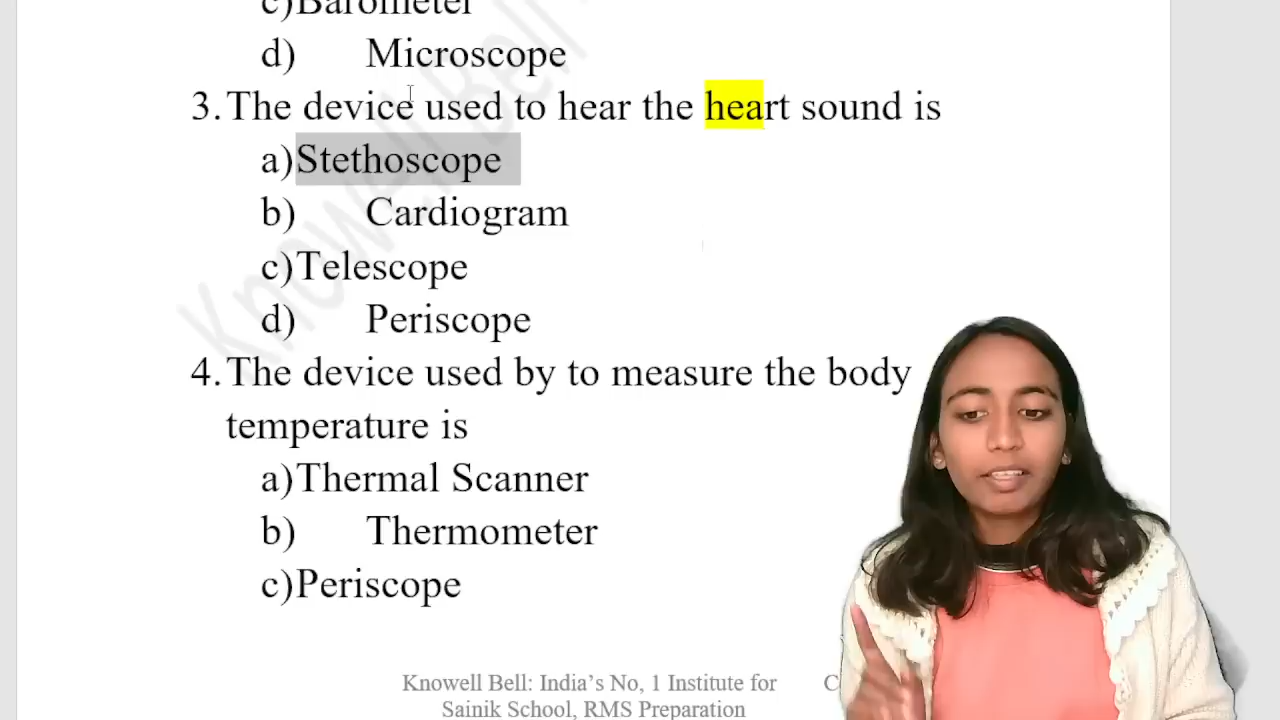 c)Barometer
d) Microscope
3. The device used to hear the heart sound is
a)Stethoscope
b) Cardiogram
c)Telescope
d) Periscope
4. The device used by to measure the body
temperature is
a)Thermal Scanner
b) Thermometer
c)Periscope
Knowell Bell: India's No, 1 Institute for
Sainik School, RMS Preparation
Knowell Bell